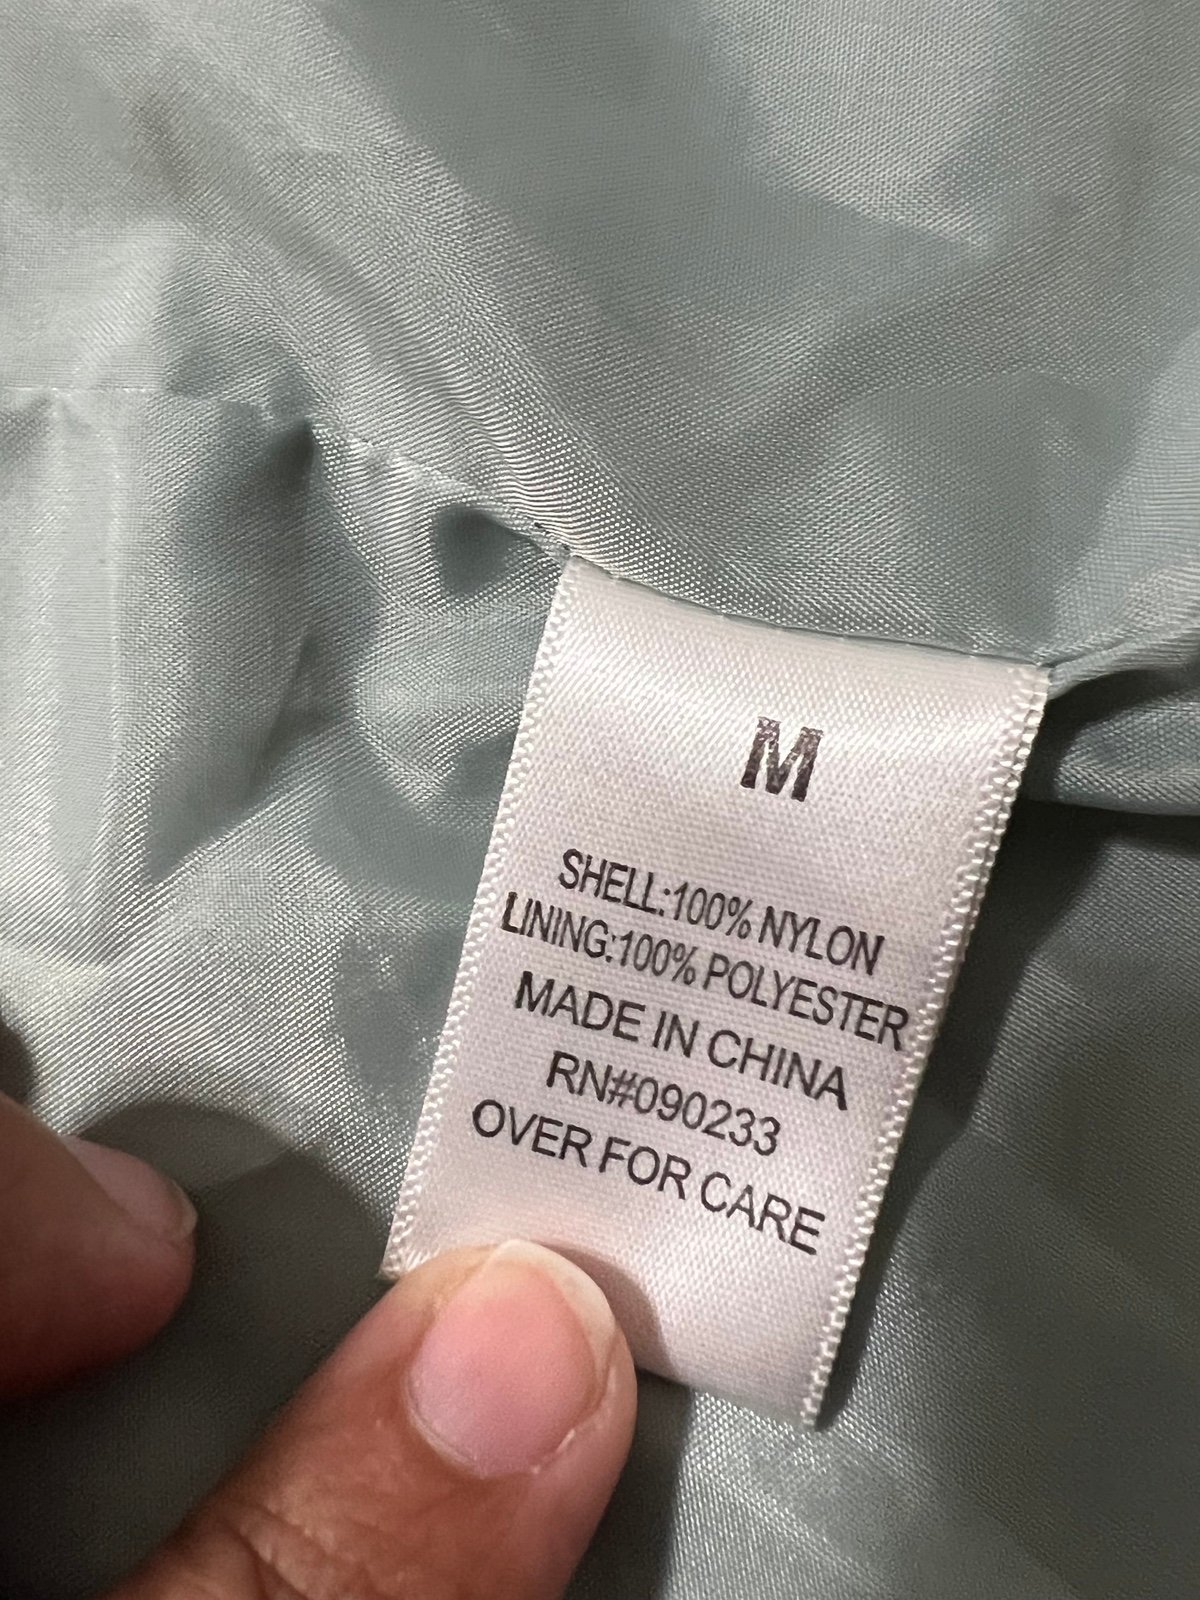 M
SHELL:100% NYLON
LINING:100% POLYESTER
MADE IN CHINA
RN#090233
OVER FOR CARE